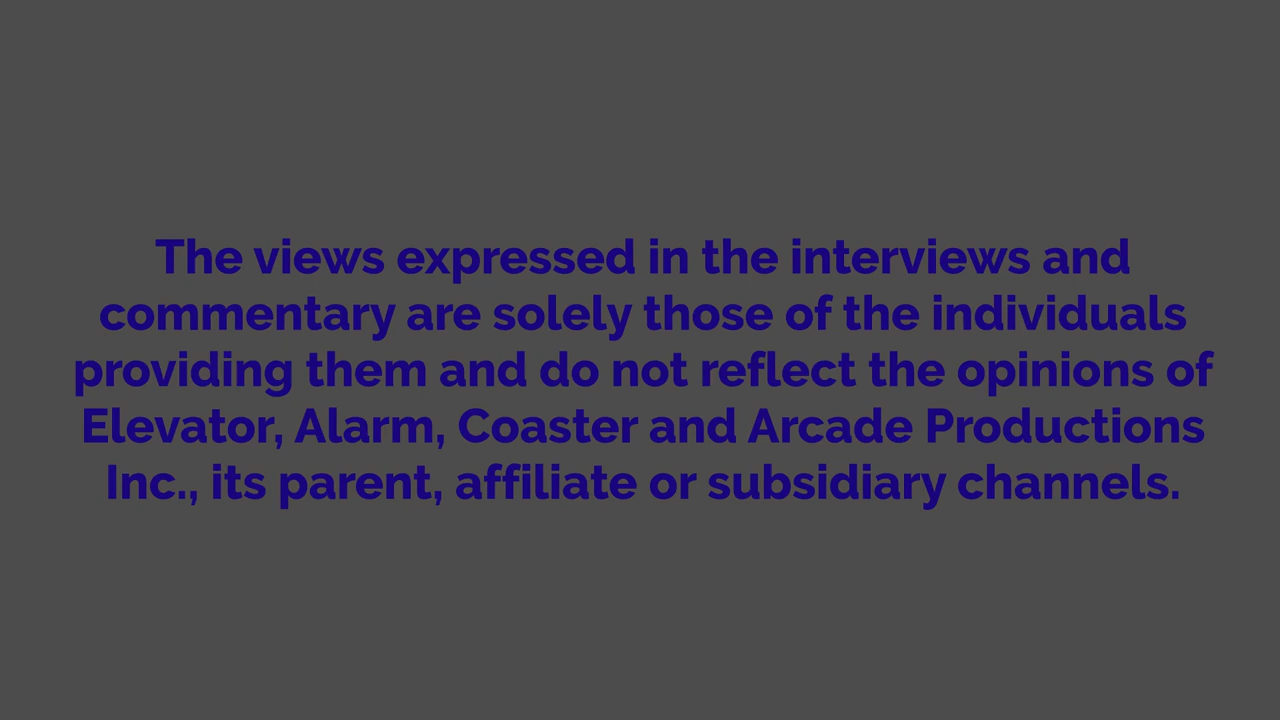 The views expressed in the interviews and
commentary are solely those of the individuals
providing them and do not reflect the opinions of
Elevator, Alarm, Coaster and Arcade Productions
Inc., its parent, affiliate or subsidiary channels.